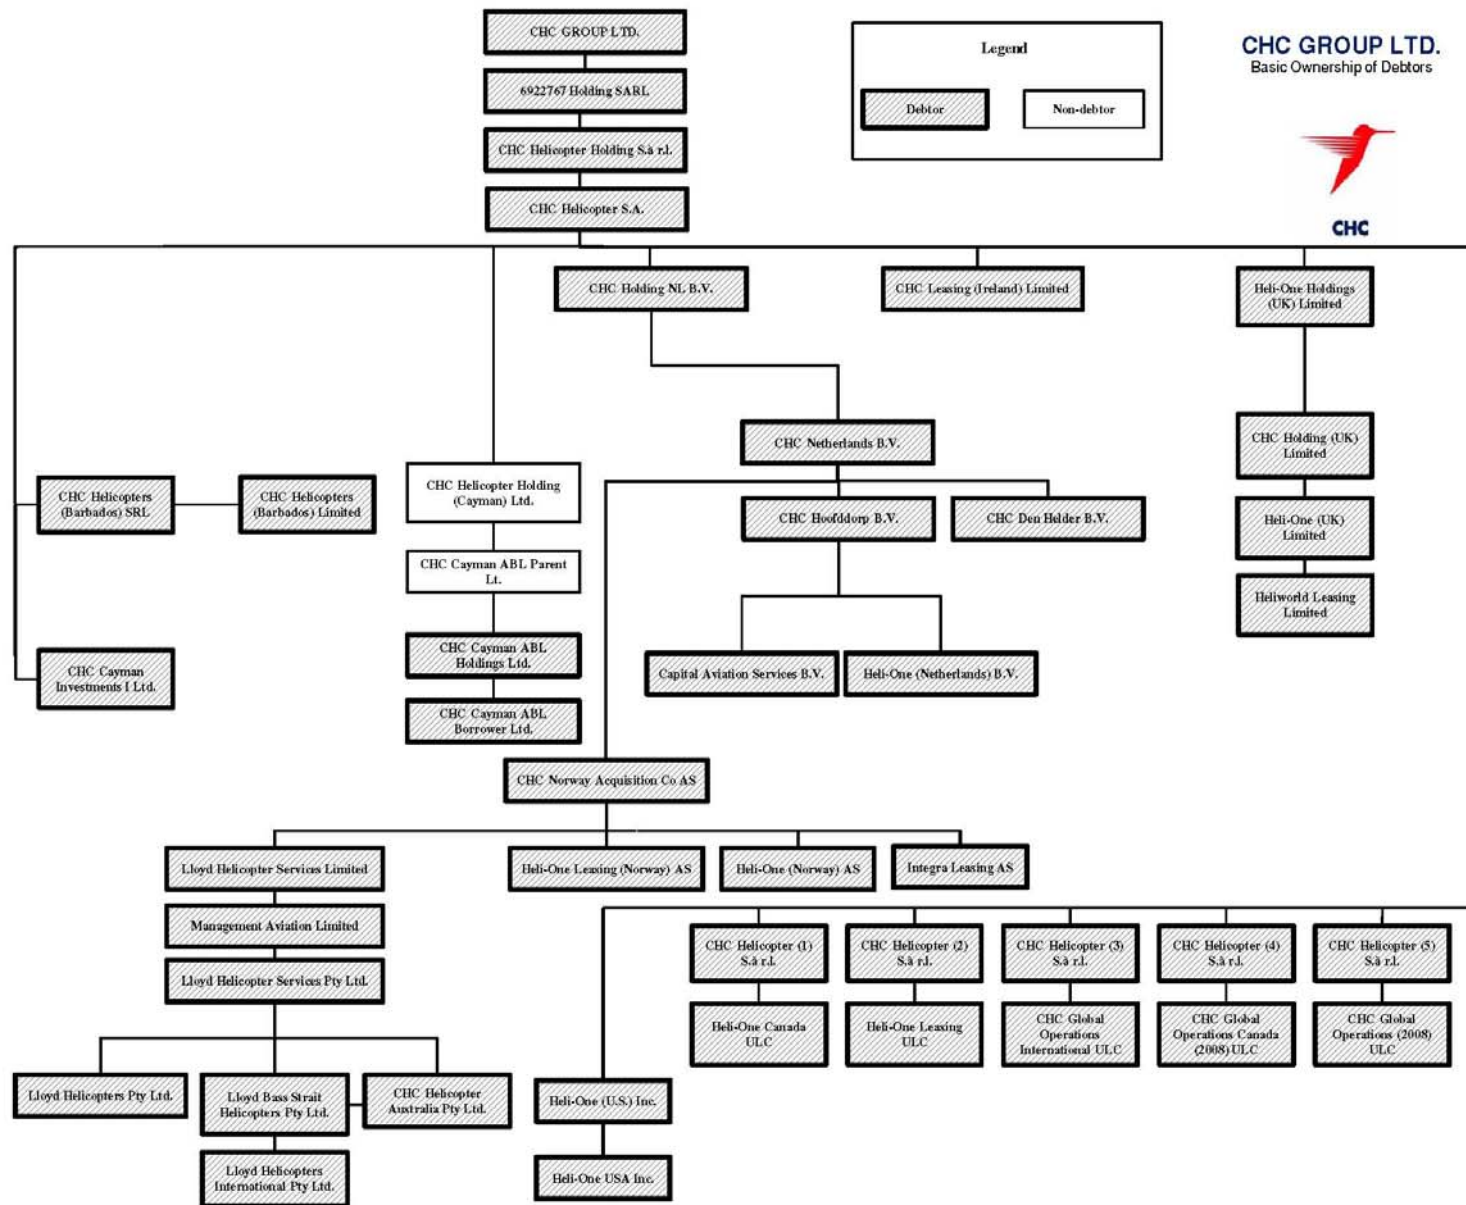 CHC GROUP LTD.
6922767 Holding SARL
CHC Helicopter Holding S.à r.l.
CHC Helicopter S.A.
Legend
Debtor
Non-debtor
CHC GROUP LTD.
Basic Ownership of Debtors
CHC
CHC Holding NL B.V.
CHC Leasing (Ireland) Limited
Heli-One Holdings
(UK) Limited
CHC Netherlands B.V.
CHC Holding (UK)
Limited
CHC Helicopters
(Barbados) SRL
CHC Helicopters
(Barbados) Limited
CHC Helicopter Holding
(Cayman) Ltd.
CHC Hoofddorp B.V.
CHC Den Helder B.V.
Heli-One (UK)
Limited
CHC Cayman ABL Parent
Lt.
Heliworld Leasing
Limited
CHC Cayman
Investments I Ltd.
CHC Cayman ABL
Holdings Ltd.
Capital Aviation Services B.V.
Heli-One (Netherlands) B.V.
CHC Cayman ABL
Borrower Ltd.
CHC Norway Acquisition Co AS
Lloyd Helicopter Services Limited
Heli-One Leasing (Norway) AS
Heli-One (Norway) AS
Integra Leasing AS
Management Aviation Limited
Lloyd Helicopter Services Pty Ltd.
CHC Helicopter (1)
S.à r.l.
CHC Helicopter (2)
S.à r.l.
CHC Helicopter (3)
S.à r.l.
CHC Helicopter (4)
S.à r.l.
CHC Helicopter (5)
S.à r.l.
Heli-One Canada
ULC
Heli-One Leasing
ULC
CHC Global
Operations
International ULC
CHC Global
Operations Canada
(2008) ULC
CHC Global
Operations (2008)
ULC
Lloyd Helicopters Pty Ltd.
Lloyd Bass Strait
Helicopters Pty Ltd.
CHC Helicopter
Australia Pty Ltd.
Heli-One (U.S.) Inc.
Lloyd Helicopters
International Pty Ltd.
Heli-One USA Inc.